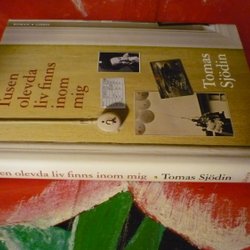 Tusen
olevda
liv finns
inom
mig
Tomas
Sjödin
en olevda liv finns inom mig • Tomas Sjödin